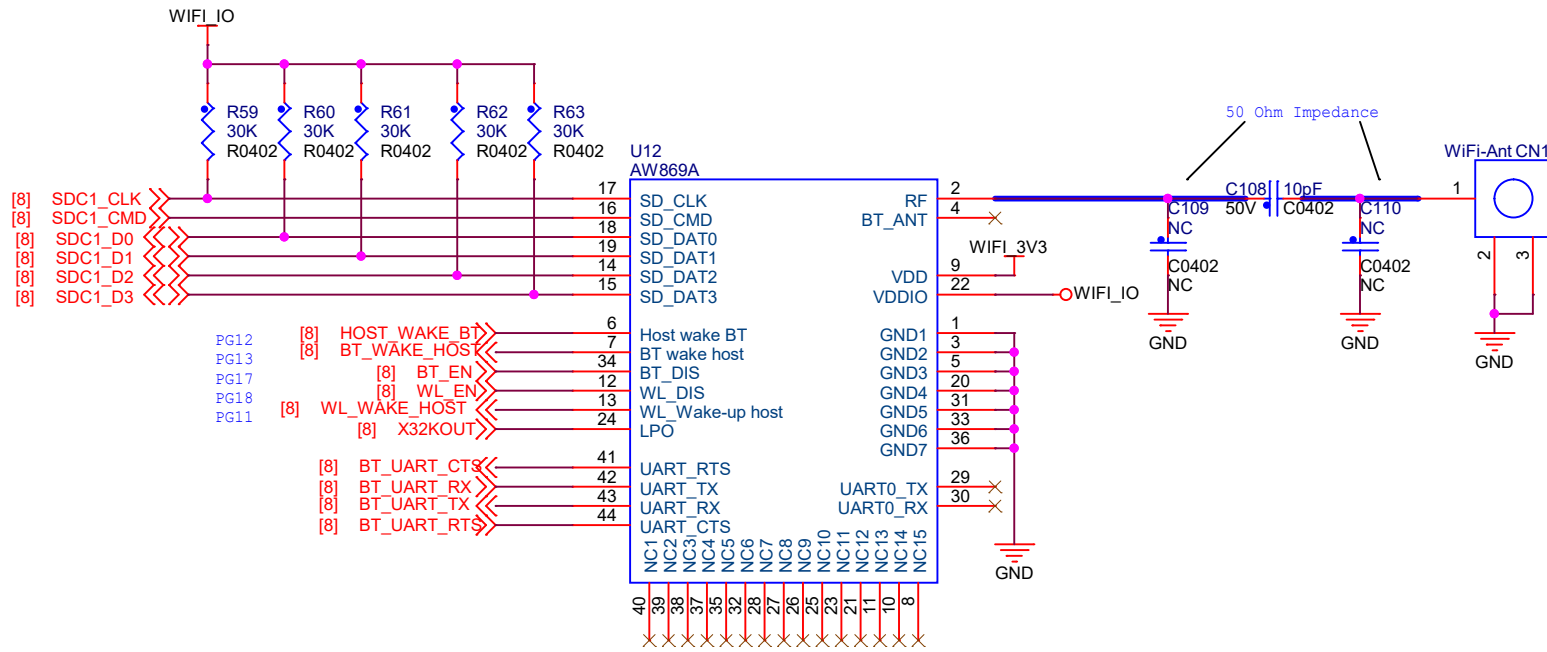 WIFI_IO
R59
30K
R0402
R60
30K
R0402
R61
30K
R0402
R62
30K
R0402
R63
30K
R0402
U12
AW869A
50 Ohm Impedance
WiFi-Ant CN1
[8] SDC1_CLK 17 SD_CLK
[8] SDC1_CMD 16 SD_CMD
[8] SDC1_D0 18 SD_DAT0
[8] SDC1_D1 19 SD_DAT1
[8] SDC1_D2 14 SD_DAT2
[8] SDC1_D3 15 SD_DAT3
PG12 [8] HOST_WAKE_BT 6 Host wake BT
PG13 [8] BT_WAKE_HOST 7 BT wake host
PG17 [8] BT_EN 34 BT_DIS
PG18 [8] WL_EN 12 WL_DIS
PG11 [8] WL_WAKE_HOST 13 WL_Wake-up host
[8] X32KOUT 24 LPO
[8] BT_UART_CTS 41 UART_RTS
[8] BT_UART_RX 42 UART_TX
[8] BT_UART_TX 43 UART_RX
[8] BT_UART_RTS 44 UART_CTS
RF 2
BT_ANT 4
WIFI_3V3
VDD 9
VDDIO 22 WIFI_IO
GND1 1
GND2 3
GND3 5
GND4 20
GND5 31
GND6 33
GND7 36
UART0_TX 29
UART0_RX 30
GND
NC1 NC2 NC3 NC4 NC5 NC6 NC7 NC8 NC9 NC10 NC11 NC12 NC13 NC14 NC15
40 39 38 37 35 32 28 27 26 25 23 21 11 10 8
C108 10pF
50V C0402
C109
NC
C0402
NC
GND
C110
NC
C0402
NC
GND
1
2 3
GND